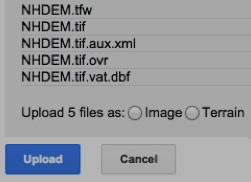 NHDEM.tfw
NHDEM.tif
NHDEM.tif.aux.xml
NHDEM.tif.ovr
NHDEM.tif.vat.dbf
Upload 5 files as: Image Terrain
Upload Cancel